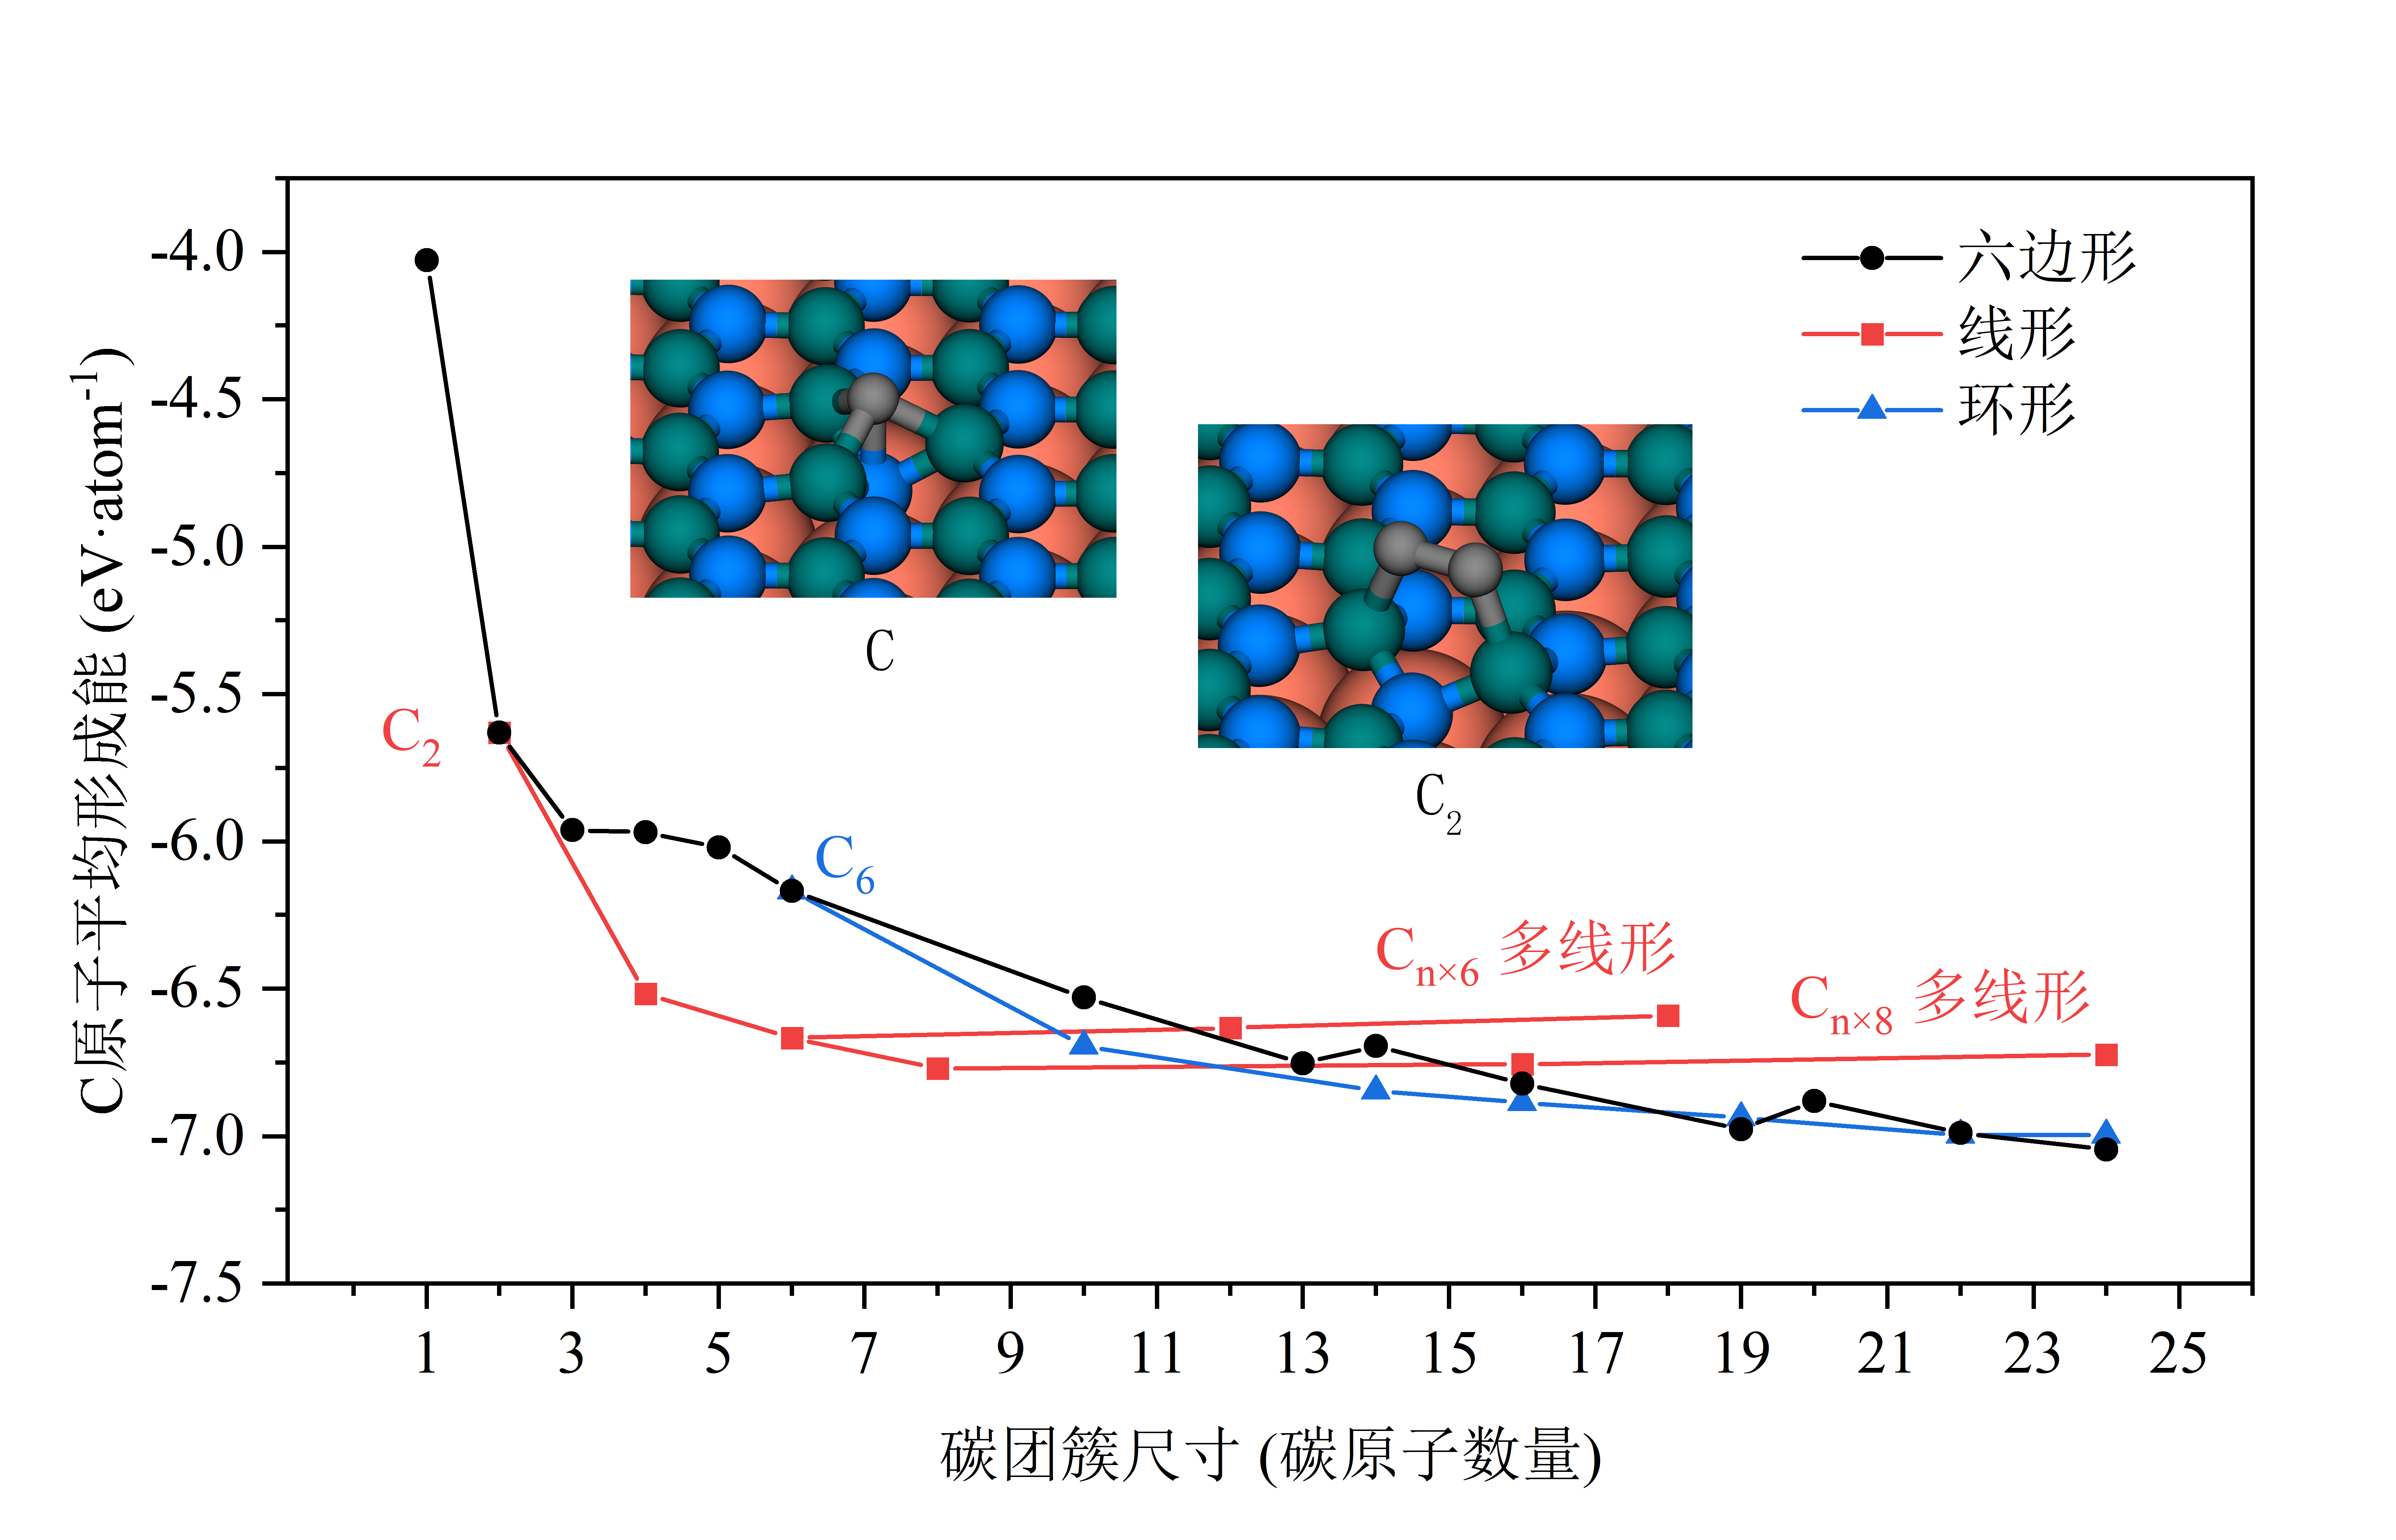 -4.0
-4.5
-5.0
-5.5
-6.0
-6.5
-7.0
-7.5
C原子平均形成能 (eV·atom⁻¹)
六边形
线形
环形
C
C₂
C₂
C₆
Cₙₓ₆ 多线形
Cₙₓ₈ 多线形
1 3 5 7 9 11 13 15 17 19 21 23 25
碳团簇尺寸 (碳原子数量)